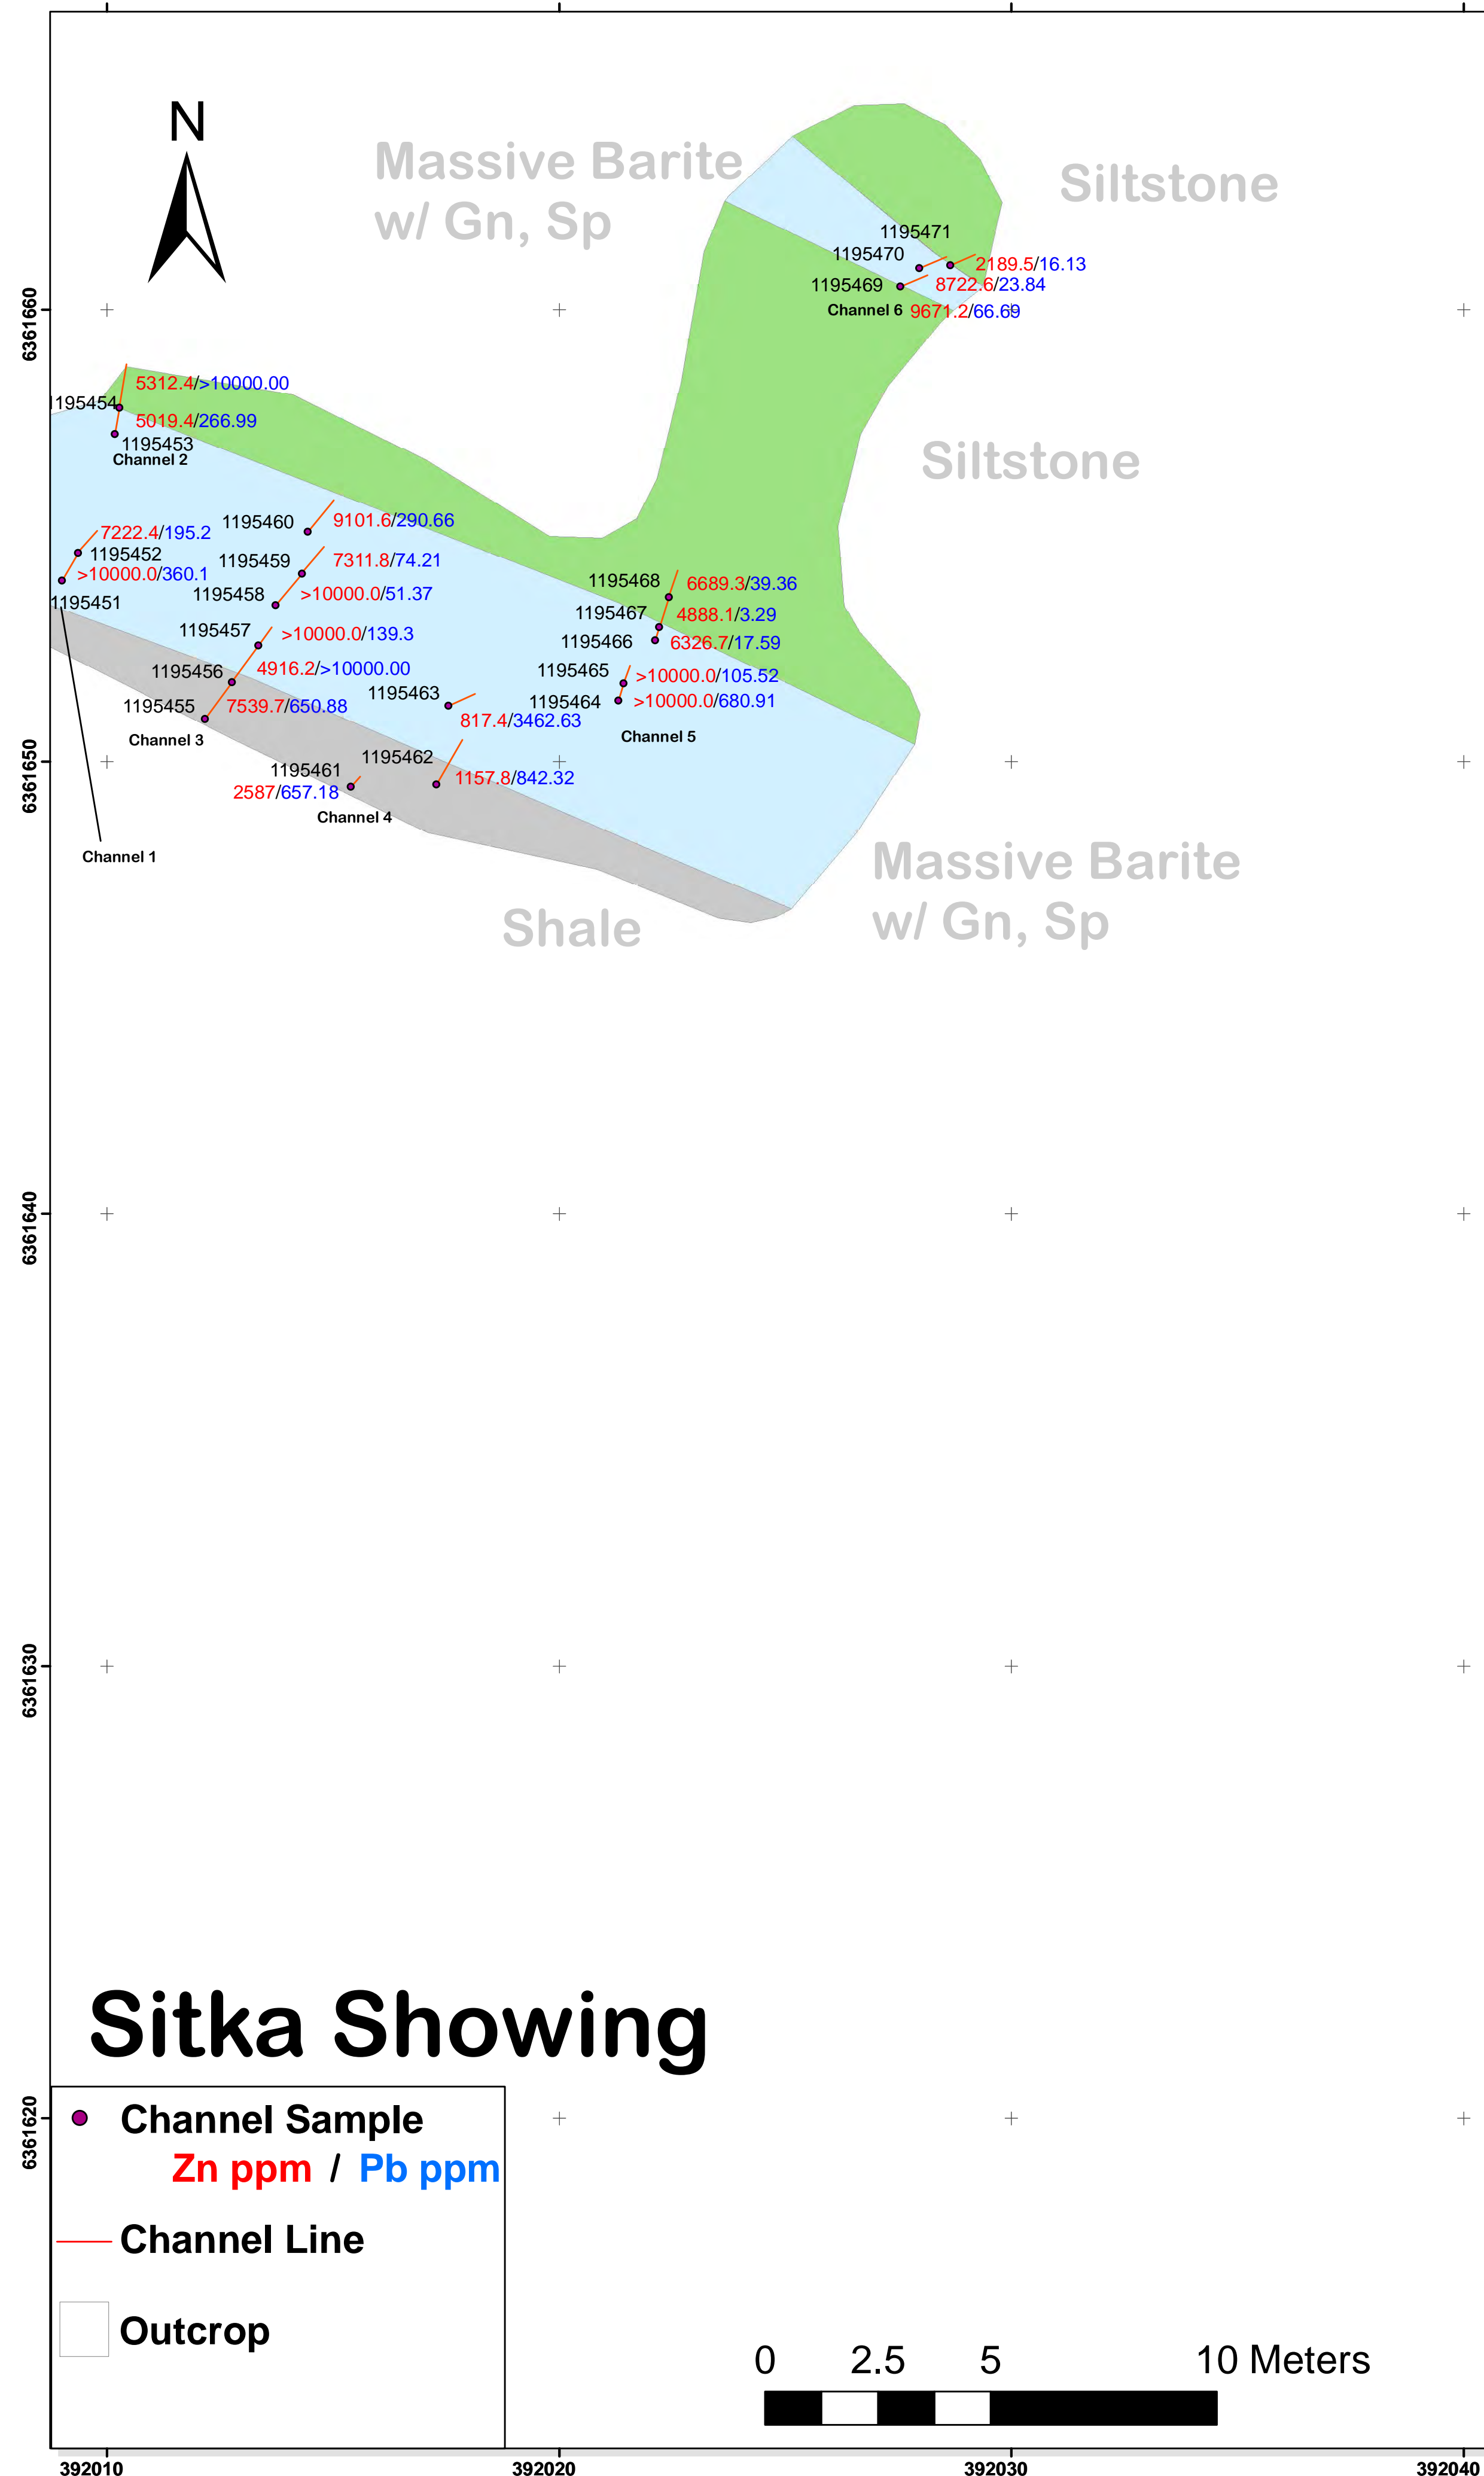 N
Massive Barite
w/ Gn, Sp
Siltstone
1195471
1195470
2189.5/16.13
1195469
8722.6/23.84
Channel 6
9671.2/66.69
6361660
5312.4/>10000.00
1195454
5019.4/266.99
1195453
Channel 2
Siltstone
1195460
9101.6/290.66
7222.4/195.2
1195452
1195459
7311.8/74.21
>10000.0/360.1
1195458
>10000.0/51.37
1195451
1195468
6689.3/39.36
1195467
4888.1/3.29
1195457
>10000.0/139.3
1195466
6326.7/17.59
1195456
4916.2/>10000.00
1195465
>10000.0/105.52
1195463
1195464
>10000.0/680.91
1195455
7539.7/650.88
817.4/3462.63
Channel 3
Channel 5
6361650
1195462
1195461
1157.8/842.32
2587/657.18
Channel 4
Channel 1
Massive Barite
w/ Gn, Sp
Shale
6361640
6361630
Sitka Showing
6361620
Channel Sample
Zn ppm / Pb ppm
Channel Line
Outcrop
0 2.5 5 10 Meters
392010 392020 392030 392040